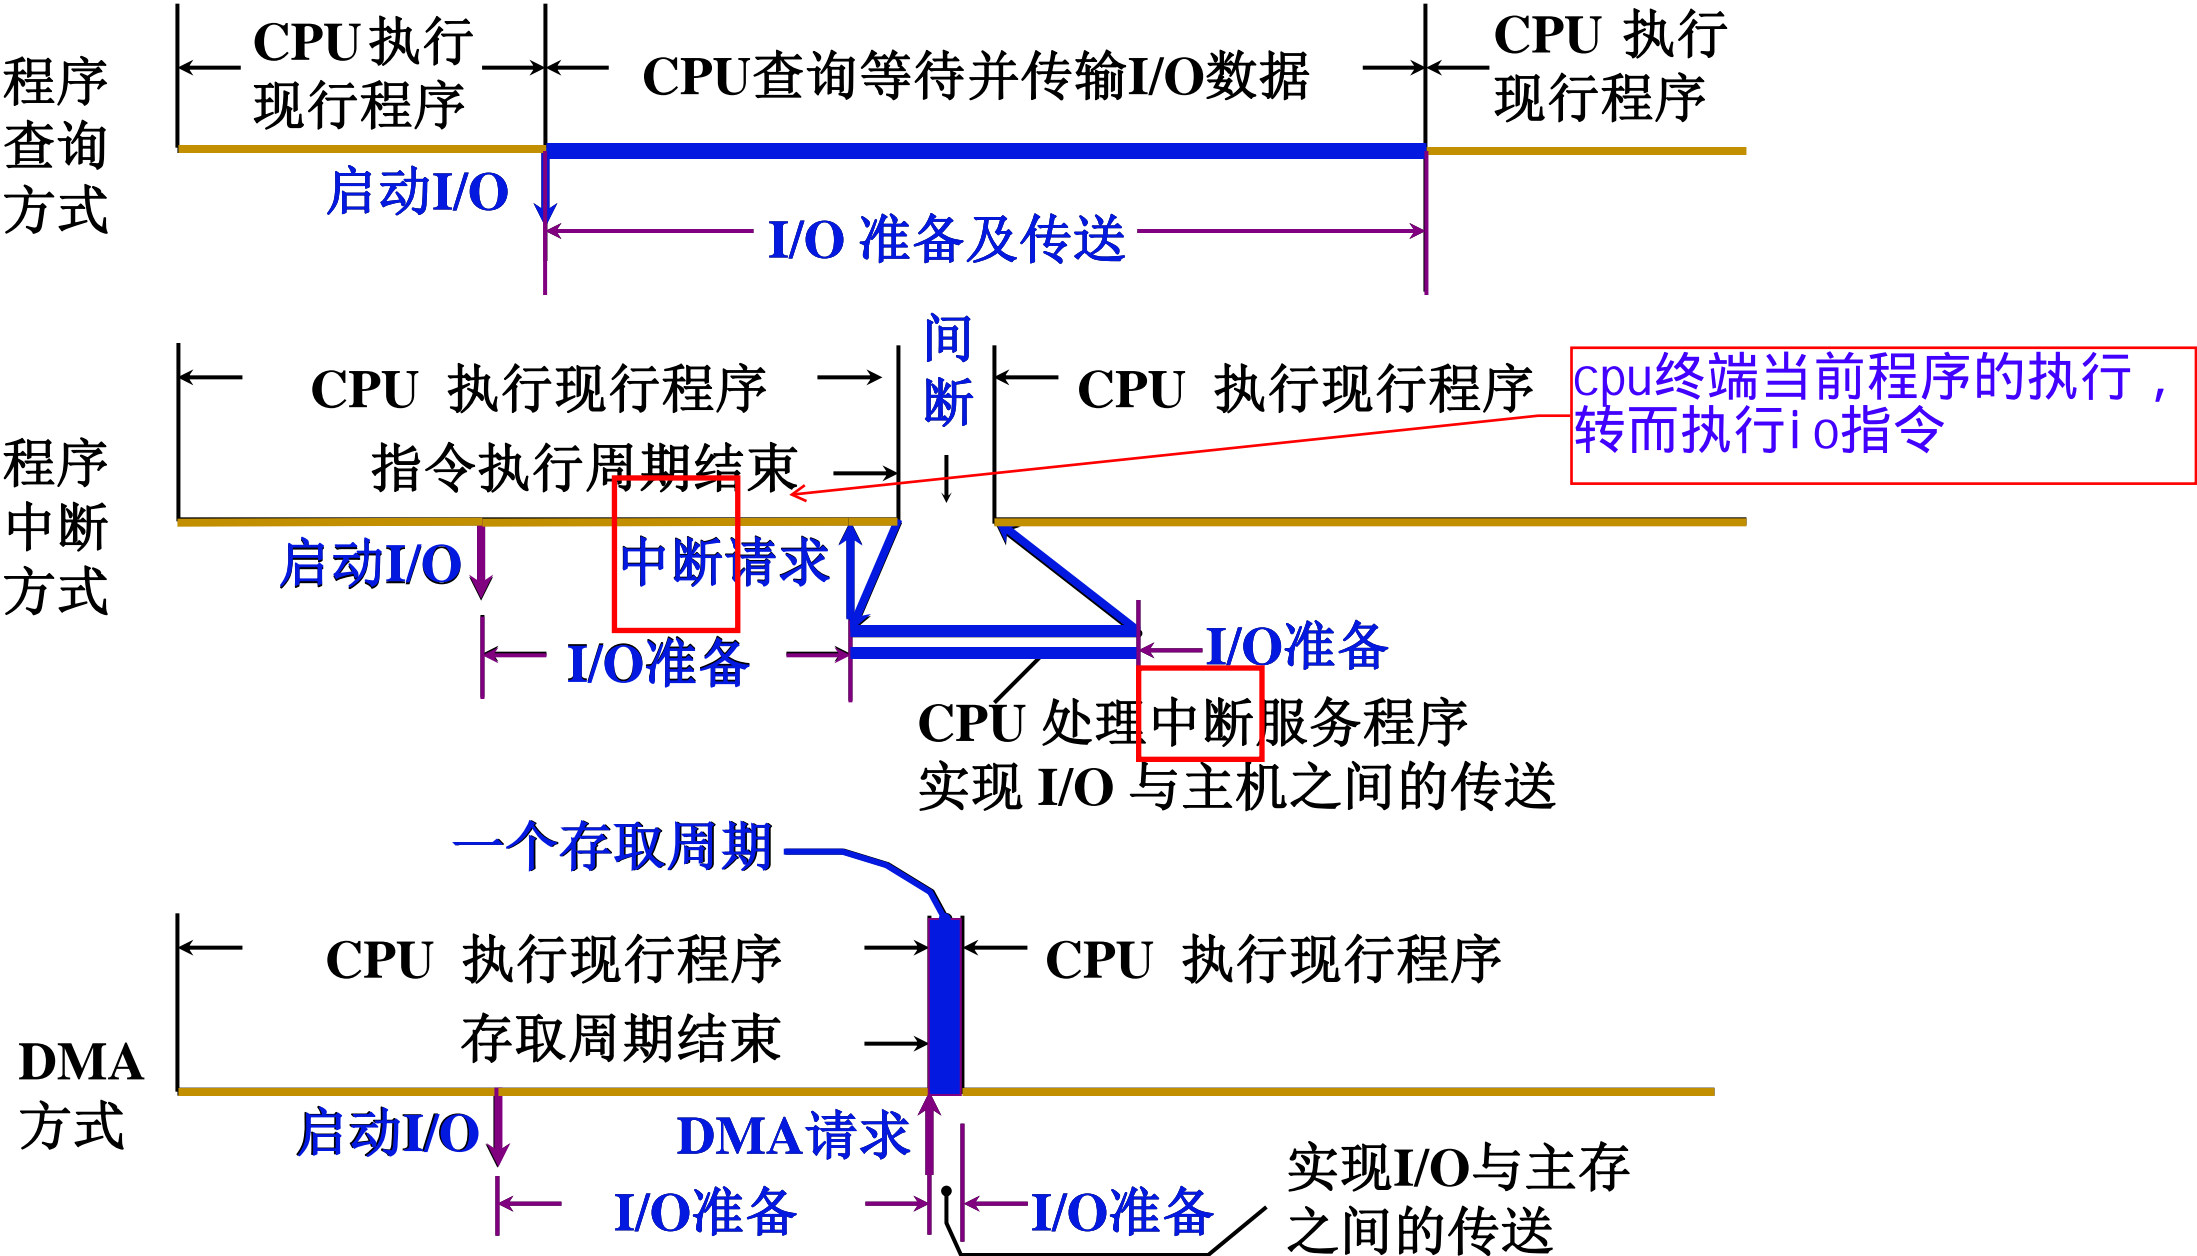 程序
查询
方式
CPU执行
现行程序
CPU查询等待并传输I/O数据
CPU 执行
现行程序
启动I/O
I/O 准备及传送
程序
中断
方式
CPU 执行现行程序
指令执行周期结束
间
断
CPU 执行现行程序
cpu终端当前程序的执行，
转而执行io指令
启动I/O
中断请求
I/O准备
I/O准备
CPU 处理中断服务程序
实现 I/O 与主机之间的传送
一个存取周期
DMA
方式
CPU 执行现行程序
存取周期结束
CPU 执行现行程序
启动I/O
DMA请求
I/O准备
I/O准备
实现I/O与主存
之间的传送